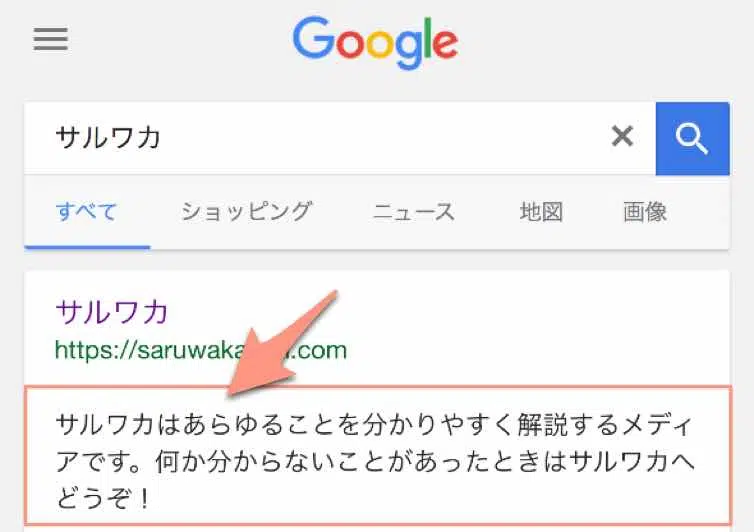 Google
サルワカ
すべて ショッピング ニュース 地図 画像
サルワカ
サルワカはあらゆることを分かりやすく解説するメディ
アです。何か分からないことがあったときはサルワカへ
どうぞ！